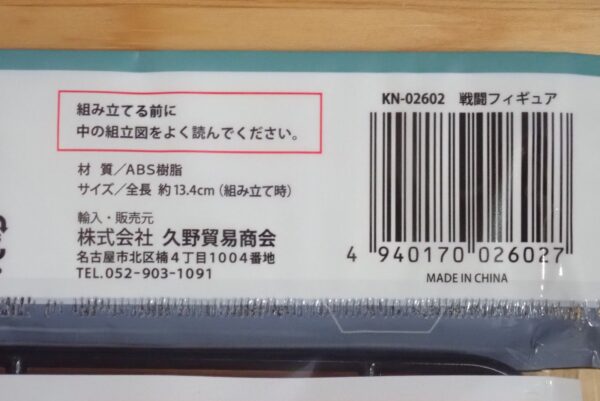 組み立てる前に
中の組立図をよく読んでください。
材 質／ABS樹脂
サイズ／全長 約13.4cm（組み立て時）
輸入・販売元
株式会社 久野貿易商会
名古屋市北区楠4丁目1004番地
TEL.052-903-1091
KN-02602 戦闘フィギュア
4 940170 026027
MADE IN CHINA